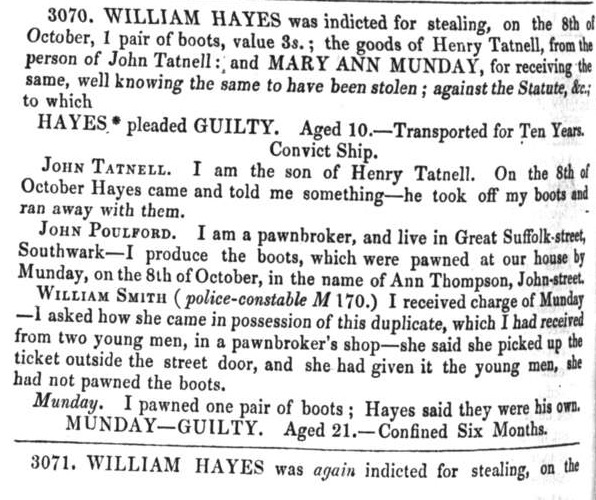 3070. WILLIAM HAYES was indicted for stealing, on the 8th of
October, 1 pair of boots, value 3s.; the goods of Henry Tatnell, from the
person of John Tatnell: and MARY ANN MUNDAY, for receiving the
same, well knowing the same to have been stolen; against the Statute, &c.;
to which
HAYES* pleaded GUILTY. Aged 10.—Transported for Ten Years.
Convict Ship.
JOHN TATNELL. I am the son of Henry Tatnell. On the 8th of
October Hayes came and told me something—he took off my boots and
ran away with them.
JOHN POULFORD. I am a pawnbroker, and live in Great Suffolk-street,
Southwark—I produce the boots, which were pawned at our house by
Munday, on the 8th of October, in the name of Ann Thompson, John-street.
WILLIAM SMITH (police-constable M 170.) I received charge of Munday
—I asked how she came in possession of this duplicate, which I had received
from two young men, in a pawnbroker's shop—she said she picked up the
ticket outside the street door, and she had given it the young men, she
had not pawned the boots.
Munday. I pawned one pair of boots; Hayes said they were his own.
MUNDAY—GUILTY. Aged 21.—Confined Six Months.
3071. WILLIAM HAYES was again indicted for stealing, on the